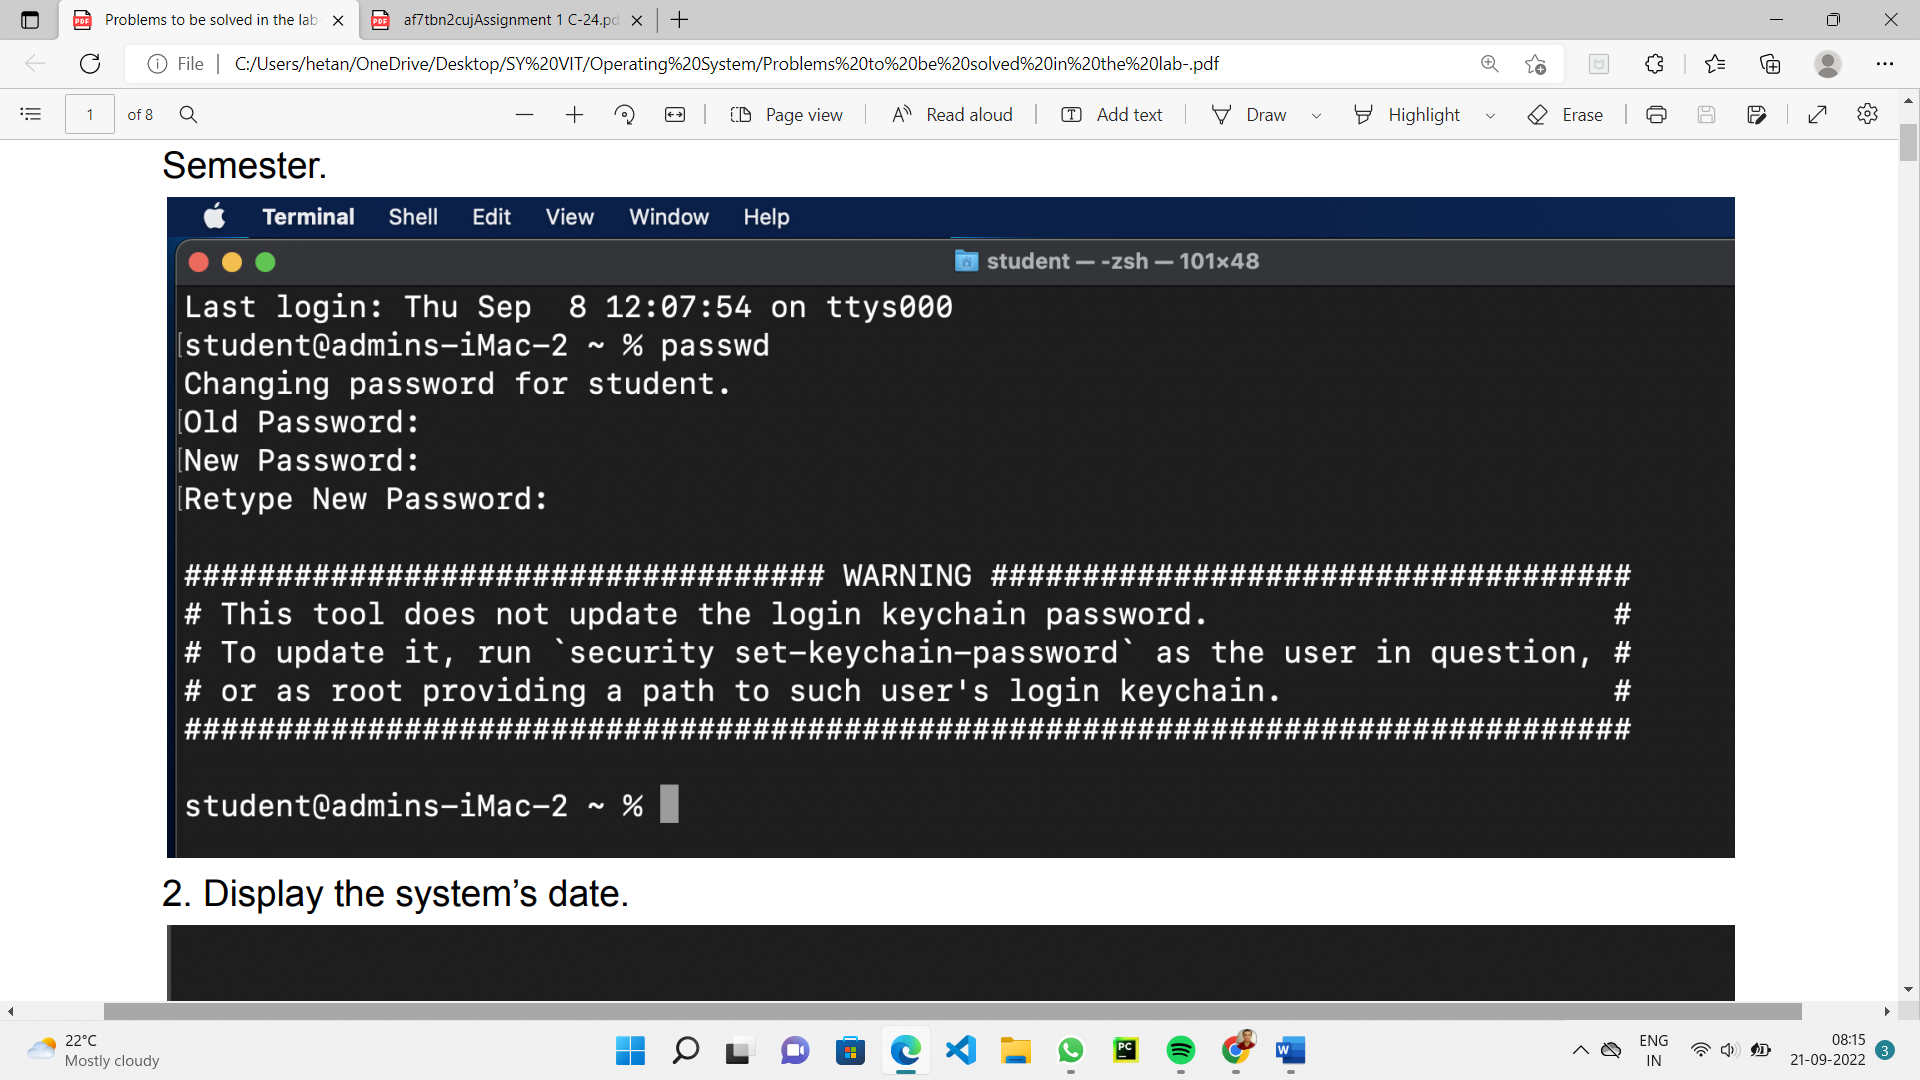 Problems to be solved in the lab
af7tbn2cujAssignment 1 C-24.pd
File
C:/Users/hetan/OneDrive/Desktop/SY%20VIT/Operating%20System/Problems%20to%20be%20solved%20in%20the%20lab-.pdf
1 of 8
Page view
Read aloud
Add text
Draw
Highlight
Erase
Semester.
Terminal Shell Edit View Window Help
student — -zsh — 101×48
Last login: Thu Sep  8 12:07:54 on ttys000
[student@admins-iMac-2 ~ % passwd
Changing password for student.
[Old Password:
[New Password:
[Retype New Password:
################################### WARNING ###################################
# This tool does not update the login keychain password.                      #
# To update it, run `security set-keychain-password` as the user in question, #
# or as root providing a path to such user's login keychain.                  #
###############################################################################
student@admins-iMac-2 ~ %
2. Display the system’s date.
22°C
Mostly cloudy
PC
W
ENG
IN
08:15
21-09-2022
3